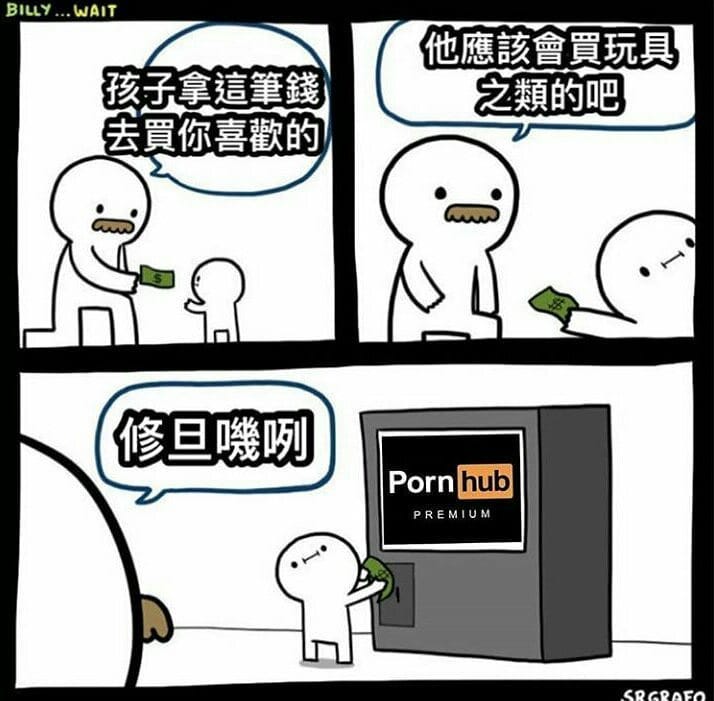 BILLY...WAIT
孩子拿這筆錢
去買你喜歡的
他應該會買玩具
之類的吧
修旦嘰咧
Porn hub
PREMIUM
SRGRAFO